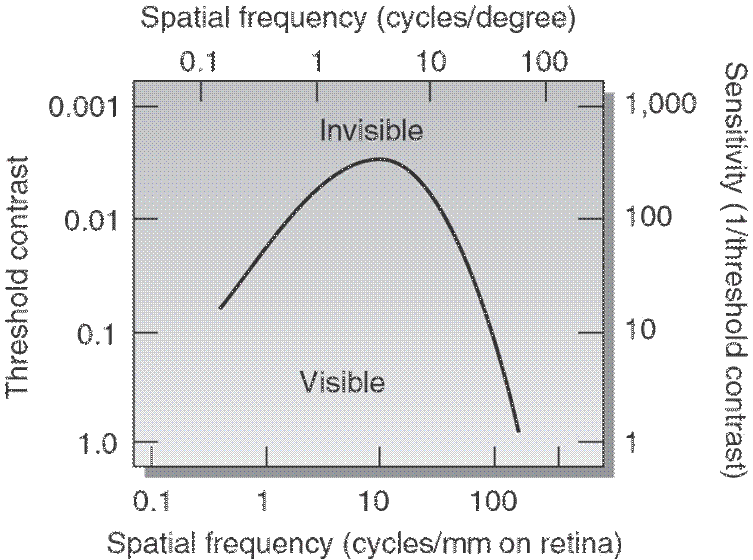 Spatial frequency (cycles/degree)
0.1 1 10 100
Threshold contrast
0.001
0.01
0.1
1.0
Invisible
Visible
1,000
100
10
1
Sensitivity (1/threshold contrast)
0.1 1 10 100
Spatial frequency (cycles/mm on retina)